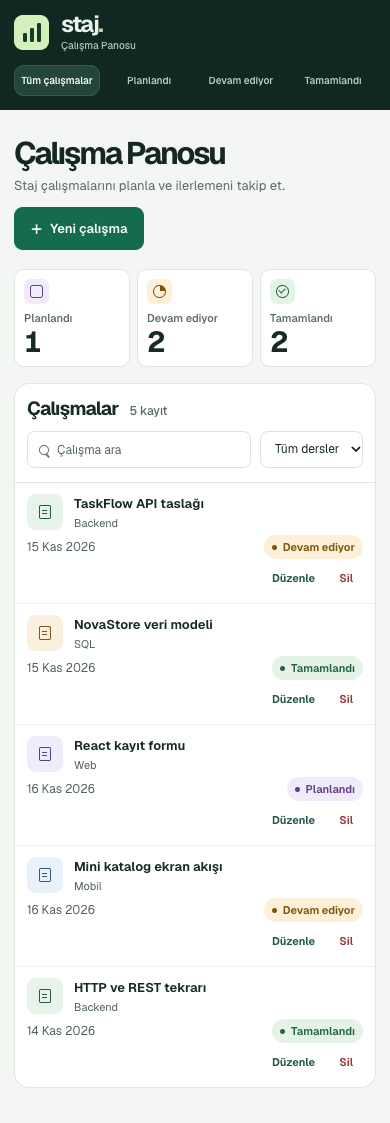 staj.
Çalışma Panosu
Tüm çalışmalar Planlandı Devam ediyor Tamamlandı
Çalışma Panosu
Staj çalışmalarını planla ve ilerlemeni takip et.
+ Yeni çalışma
Planlandı
1
Devam ediyor
2
Tamamlandı
2
Çalışmalar 5 kayıt
Çalışma ara Tüm dersler
TaskFlow API taslağı
Backend
15 Kas 2026 Devam ediyor
Düzenle Sil
NovaStore veri modeli
SQL
15 Kas 2026 Tamamlandı
Düzenle Sil
React kayıt formu
Web
16 Kas 2026 Planlandı
Düzenle Sil
Mini katalog ekran akışı
Mobil
16 Kas 2026 Devam ediyor
Düzenle Sil
HTTP ve REST tekrarı
Backend
14 Kas 2026 Tamamlandı
Düzenle Sil